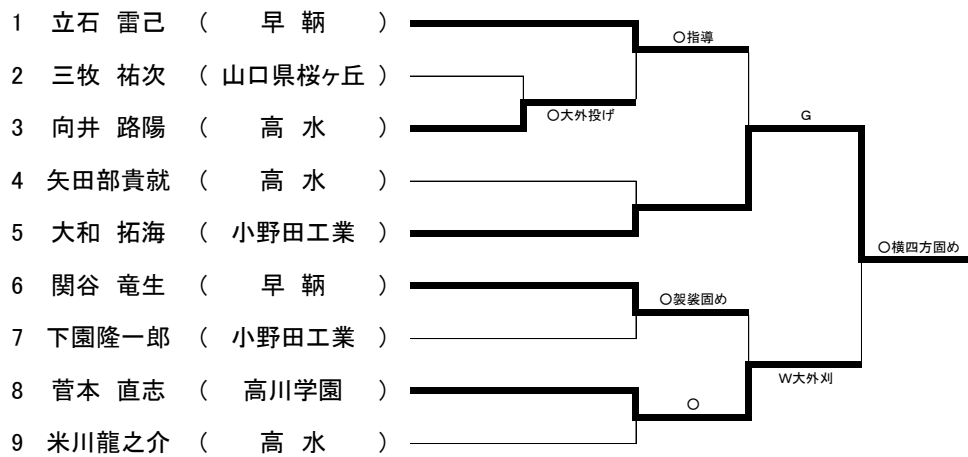 1 立石 雷己 ( 早 鞆 )
○指導
2 三牧 祐次 ( 山口県桜ヶ丘 )
○大外投げ
3 向井 路陽 ( 高 水 )
G
4 矢田部貴就 ( 高 水 )
5 大和 拓海 ( 小野田工業 )
○横四方固め
6 関谷 竜生 ( 早 鞆 )
○袈裟固め
7 下園隆一郎 ( 小野田工業 )
W大外刈
8 菅本 直志 ( 高川学園 )
○
9 米川龍之介 ( 高 水 )